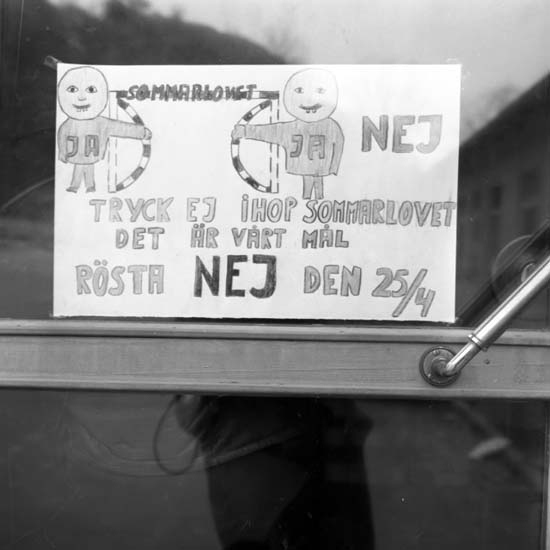 SOMMARLOVET
JA JA NEJ
TRYCK EJ IHOP SOMMARLOVET
DET ÄR VÅRT MÅL
RÖSTA NEJ DEN 25/4